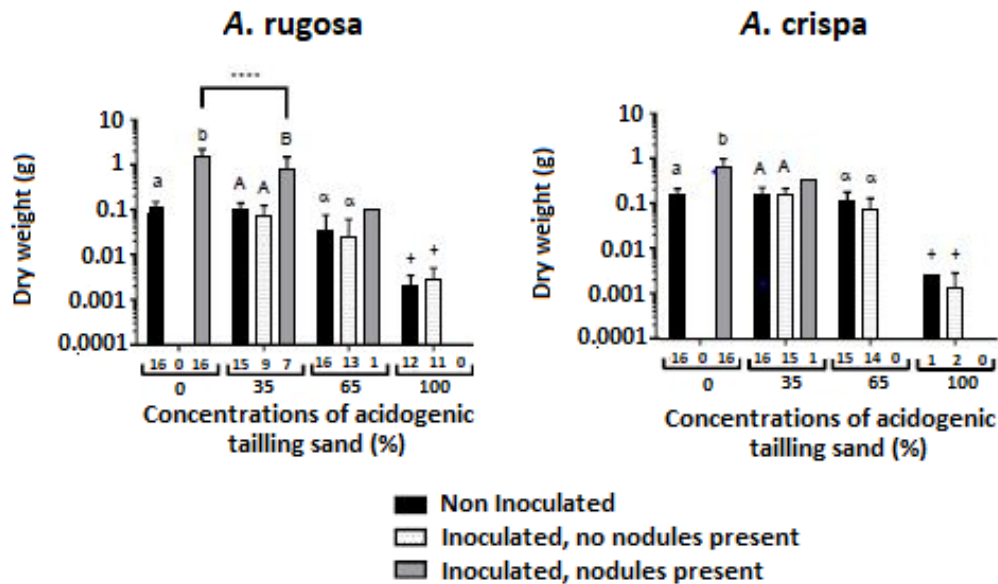 A. rugosa
A. crispa
****
Dry weight (g)
10
1
0.1
0.01
0.001
0.0001
a
b
A
A
B
α
α
+
+
16 0 16 15 9 7 16 13 1 12 11 0
0 35 65 100
Concentrations of acidogenic
tailling sand (%)
Dry weight (g)
10
1
0.1
0.01
0.001
0.0001
a
b
A
A
α
α
+
+
16 0 16 16 15 1 15 14 0 1 2 0
0 35 65 100
Concentrations of acidogenic
tailling sand (%)
Non Inoculated
Inoculated, no nodules present
Inoculated, nodules present